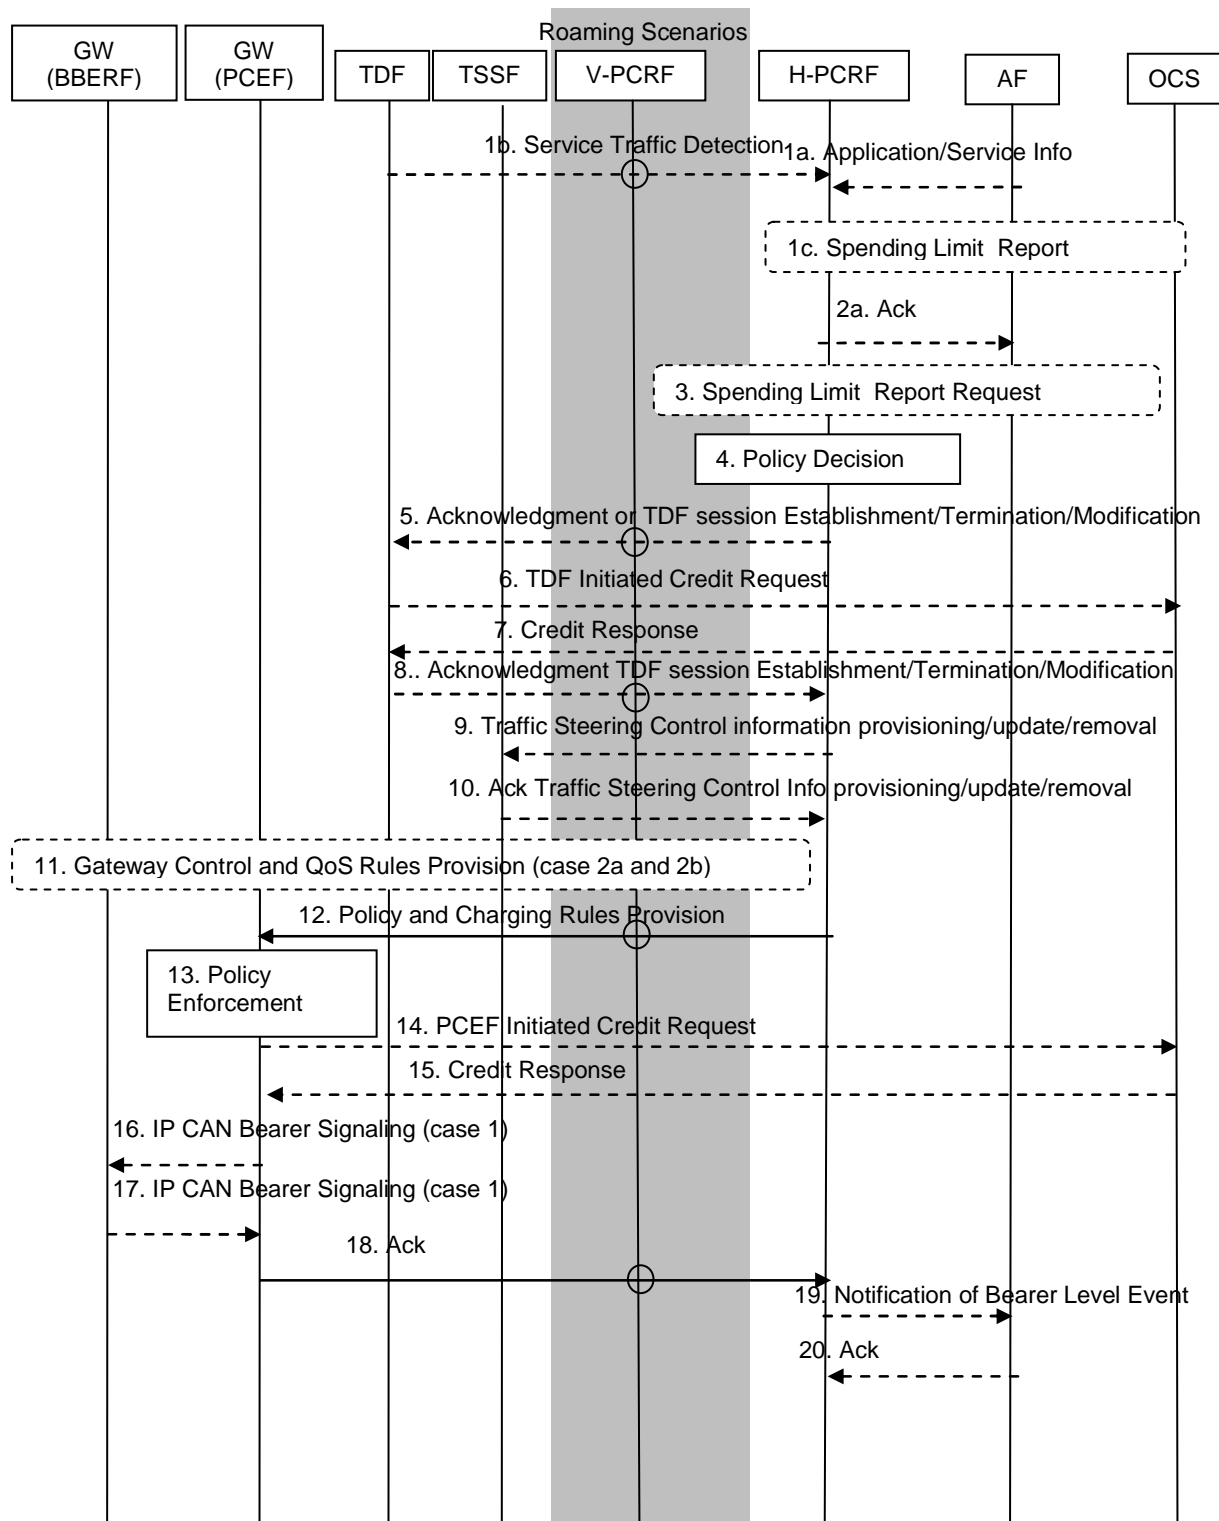 Roaming Scenarios
GW
(BBERF)
GW
(PCEF)
TDF
TSSF
V-PCRF
H-PCRF
AF
OCS
1b. Service Traffic Detection
1a. Application/Service Info
1c. Spending Limit Report
2a. Ack
3. Spending Limit Report Request
4. Policy Decision
5. Acknowledgment or TDF session Establishment/Termination/Modification
6. TDF Initiated Credit Request
7. Credit Response
8.. Acknowledgment TDF session Establishment/Termination/Modification
9. Traffic Steering Control information provisioning/update/removal
10. Ack Traffic Steering Control Info provisioning/update/removal
11. Gateway Control and QoS Rules Provision (case 2a and 2b)
12. Policy and Charging Rules Provision
13. Policy
Enforcement
14. PCEF Initiated Credit Request
15. Credit Response
16. IP CAN Bearer Signaling (case 1)
17. IP CAN Bearer Signaling (case 1)
18. Ack
19. Notification of Bearer Level Event
20. Ack